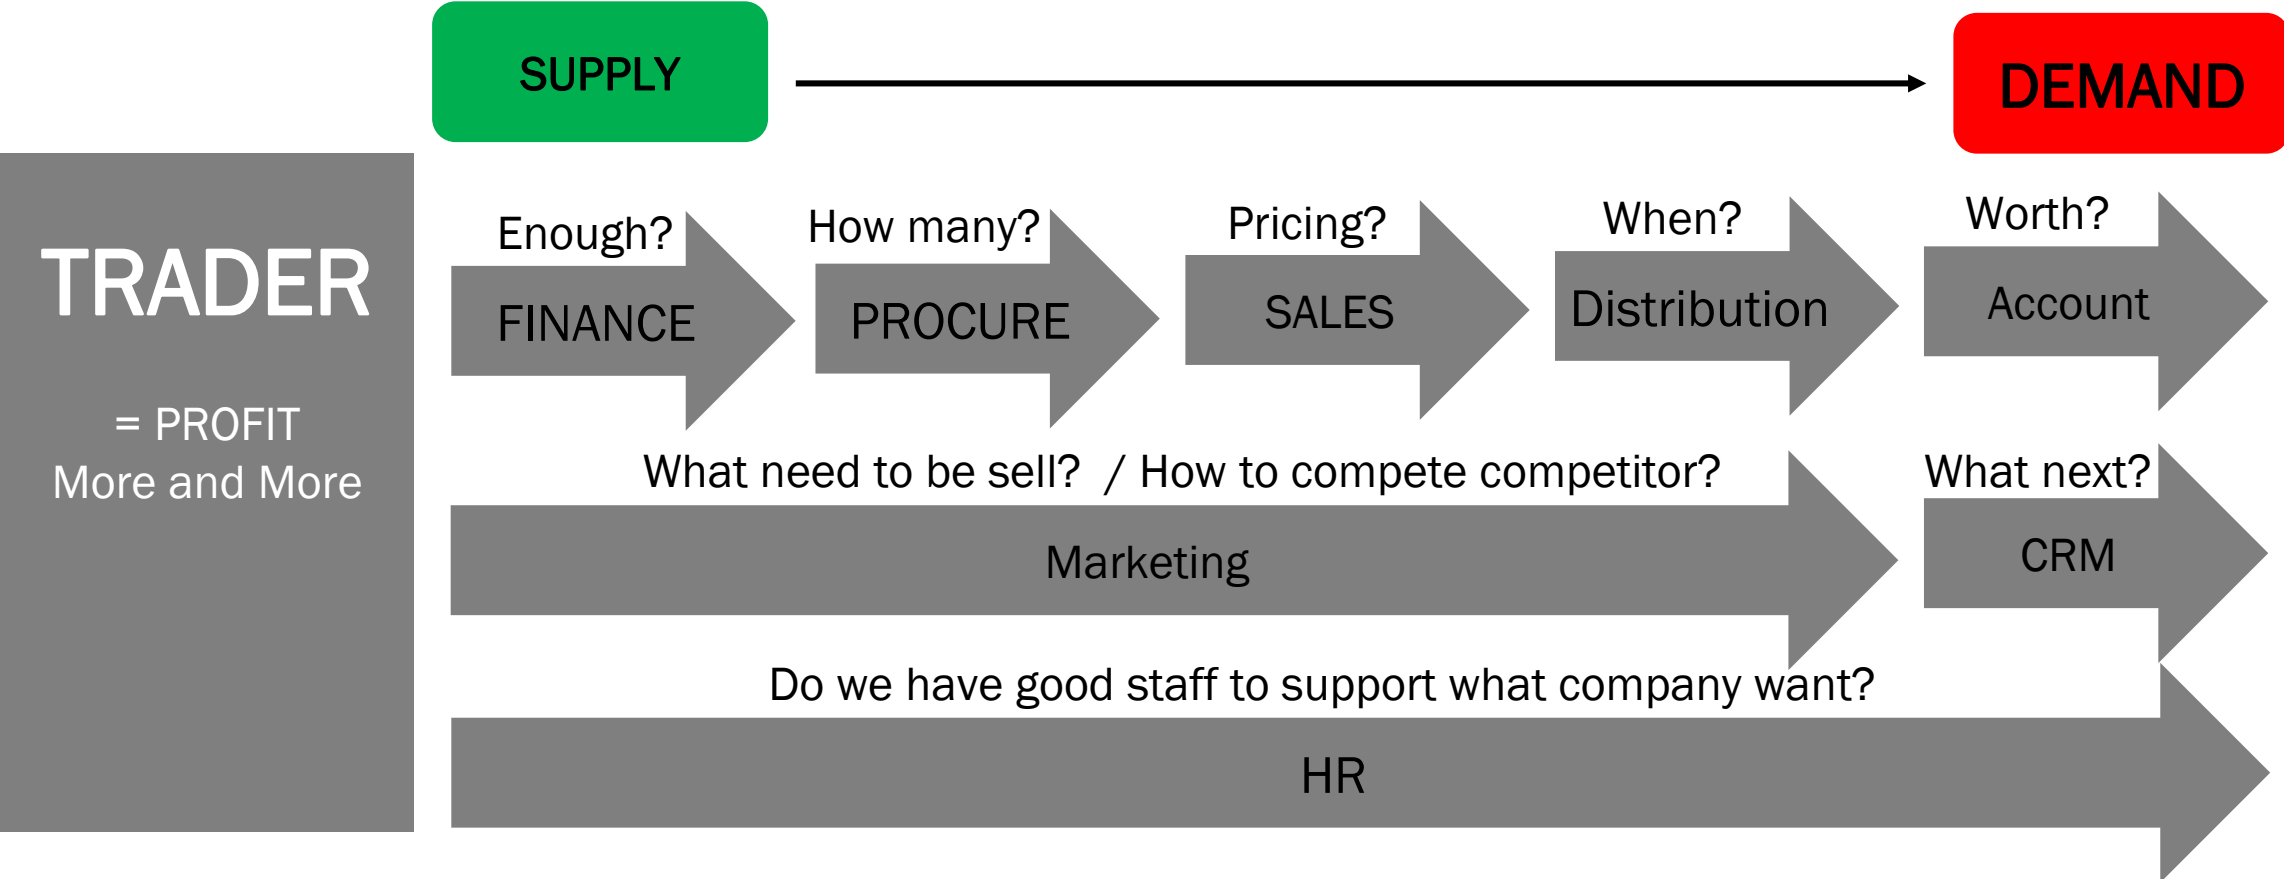 SUPPLY
DEMAND
TRADER
= PROFIT
More and More
Enough?
How many?
Pricing?
When?
Worth?
FINANCE
PROCURE
SALES
Distribution
Account
What need to be sell?  / How to compete competitor?
What next?
Marketing
CRM
Do we have good staff to support what company want?
HR